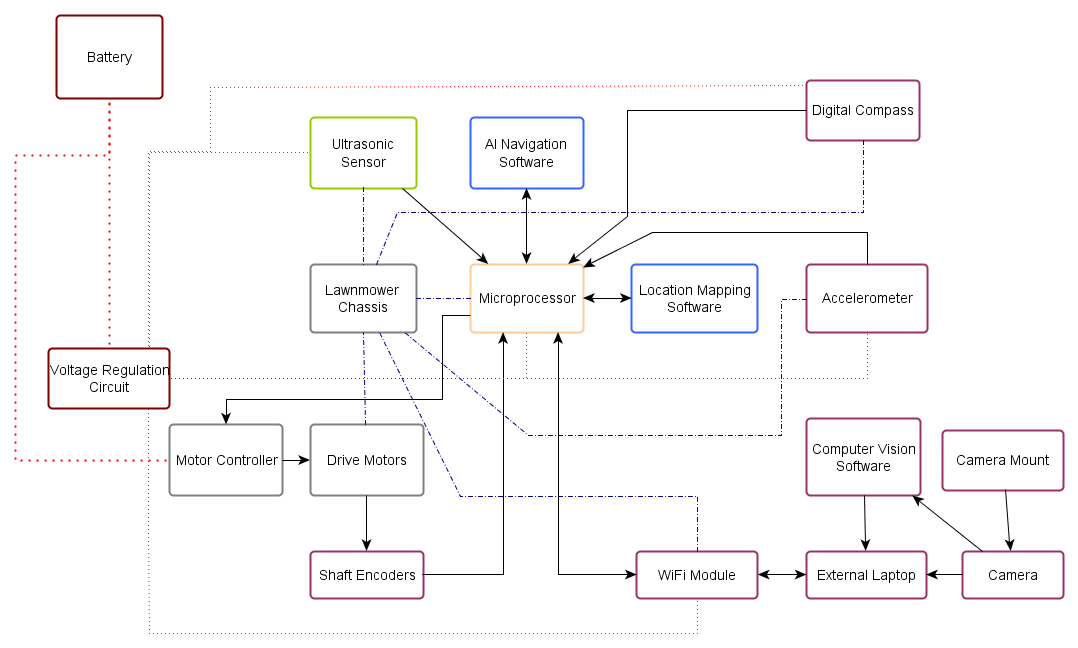 Battery
Digital Compass
Ultrasonic
Sensor
AI Navigation
Software
Lawnmower
Chassis
Microprocessor
Location Mapping
Software
Accelerometer
Voltage Regulation
Circuit
Motor Controller
Drive Motors
Computer Vision
Software
Camera Mount
Shaft Encoders
WiFi Module
External Laptop
Camera